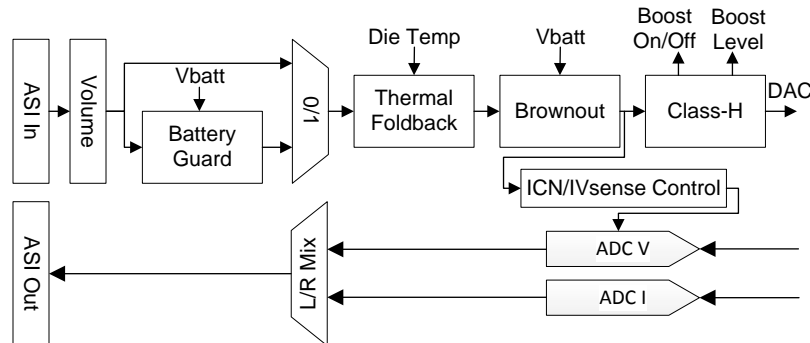 Boost
On/Off
Boost
Level
Die Temp
Vbatt
ASI In
Volume
Vbatt
Battery
Guard
0/1
Thermal
Foldback
Brownout
Class-H
DAC
ICN/IVsense Control
ASI Out
L/R Mix
ADC V
ADC I